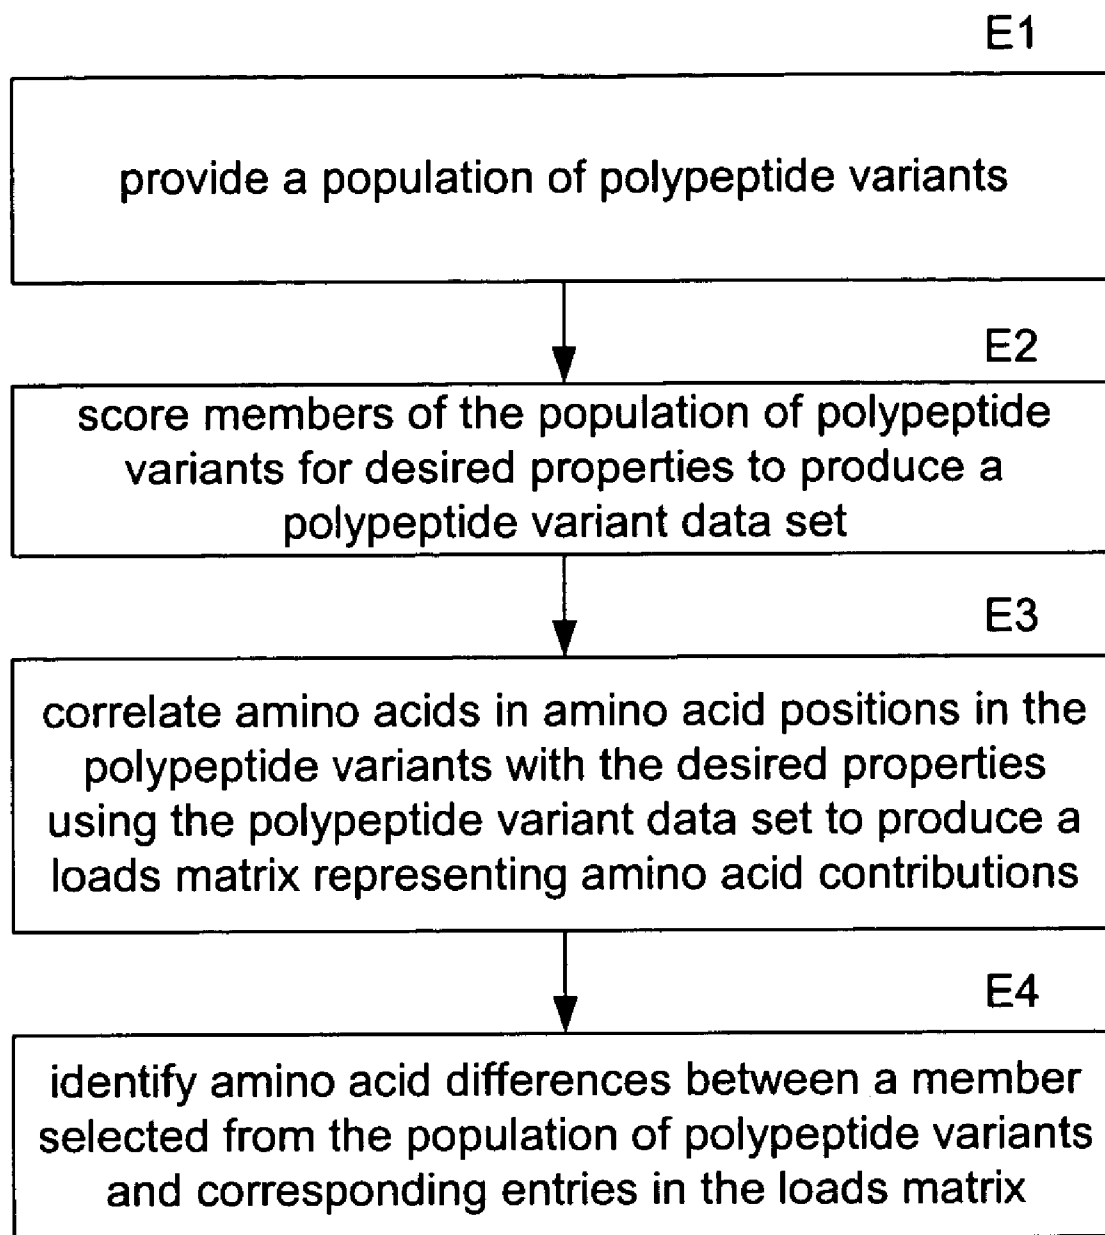 E1
provide a population of polypeptide variants
E2
score members of the population of polypeptide
variants for desired properties to produce a
polypeptide variant data set
E3
correlate amino acids in amino acid positions in the
polypeptide variants with the desired properties
using the polypeptide variant data set to produce a
loads matrix representing amino acid contributions
E4
identify amino acid differences between a member
selected from the population of polypeptide variants
and corresponding entries in the loads matrix